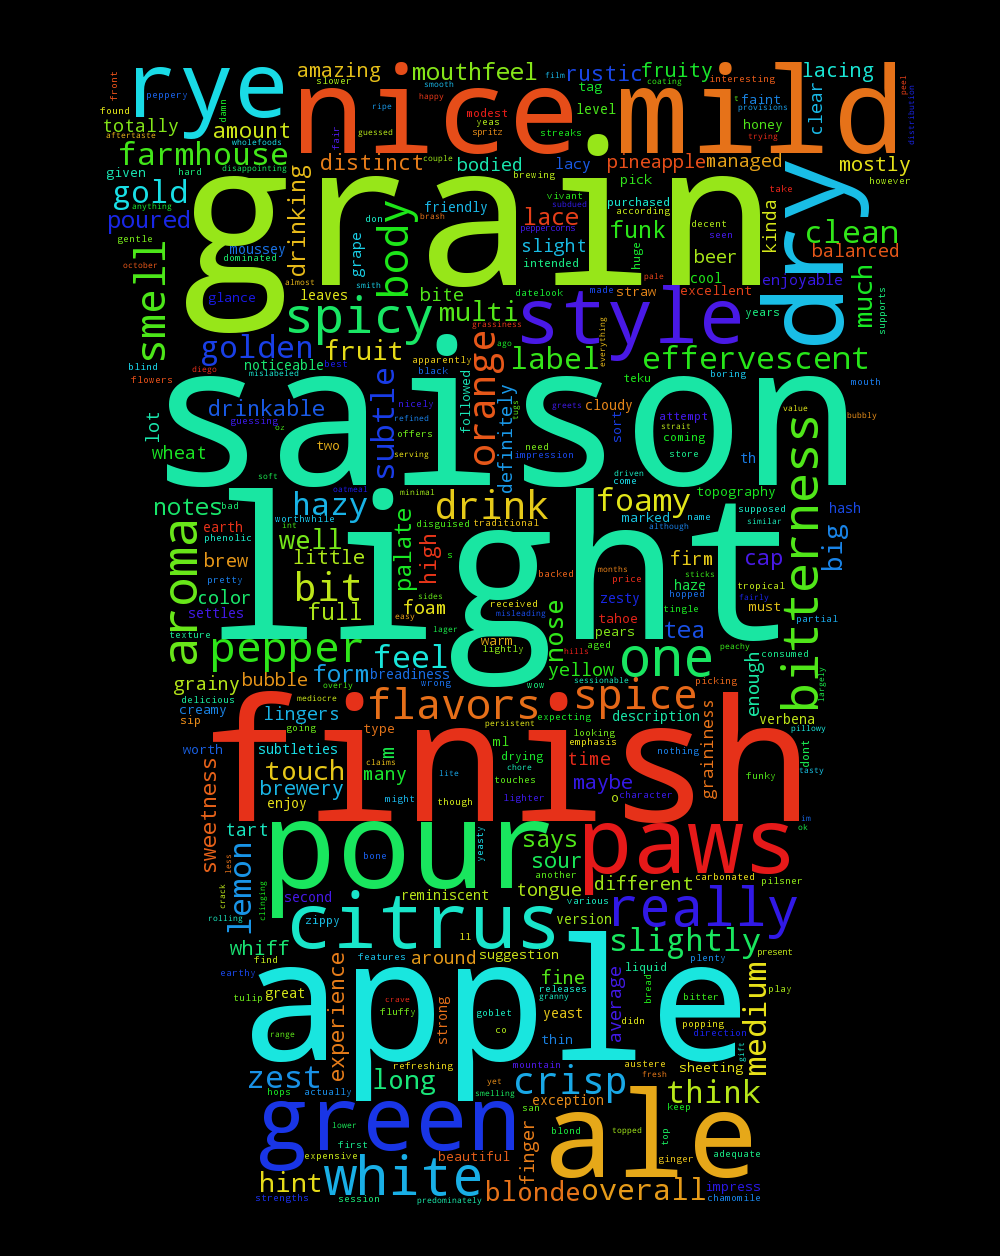 rye nice mild
amazing mouthfeel rustic fruity lacing
front peppery slower film smooth coating interesting tag level faint provisions clear peel distribution
found happy ripe modest yeas spritz streaks honey trying
totally amount damn fair guessed
aftertaste wholefoods
farmhouse distinct couple bodied lacy pineapple managed mostly
given hard disappointing brewing pick however
gold anything drinking grain vivant subdued purchased take dry
poured friendly don brash lace according funk decent seen kinda clean
gentle moussey dominated grape body peppercorns slight huge beer balanced
smell october almost smith intended cool pale
glance leaves bite datelook made straw excellent enjoyable much supports
spicy multi style years
grassiness everything
golden fruit orange ago label effervescent
blind diego noticeable apparently black
flowers mislabeled best teku boring mouth
saison
drinkable subtle nicely followed definitely tugs greets cloudy attempt value bubbly
lot guessing oz refined sort strait
wheat two offers coming bitterness
serving need impression store th
soft driven come
oatmeal minimal
notes bad hazy light drink foamy topography big hash
worthwhile int disguised traditional marked name supposed similar
aroma earth phenolic well palate high although
brew little s firm cap
pretty bit backed months price haze sticks tropical
color full foam received zesty hopped fairly must
settles sides misleading tahoe tingle partial
texture easy lager nose pears tea
pepper feel warm lightly aged hills one peachy consumed
grainy bubble form breadiness wrong sessionable yellow enough largely
delicious overly wow picking
creamy mediocre flavors spice
sip lingers going persistent expecting description verbena pillowy
worth subtleties type m ml looking emphasis nothing dont
sweetness finish drying graininess funky
touch claims many chore time tasty
brewery lite touches maybe character
enjoy might though lighter o
tart pour says paws im ok
bone yeasty sour
less crack lemon another different carbonated pilsner
clinging second reminiscent tongue various really
rolling zippy citrus version
whiff ll slightly
find features around suggestion plenty present
earthy experience fine liquid medium
great crave strong releases average bread bitter play
tulip fluffy goblet granny yeast popping
range co apple thin didn direction
refreshing mountain austere sheeting gift
zest long yet crisp fresh think
hops actually smelling exception
green san ale keep
lower blond topped top
first finger adequate
expensive beautiful ginger
hint white blonde overall impress
strengths session predominately chamomile